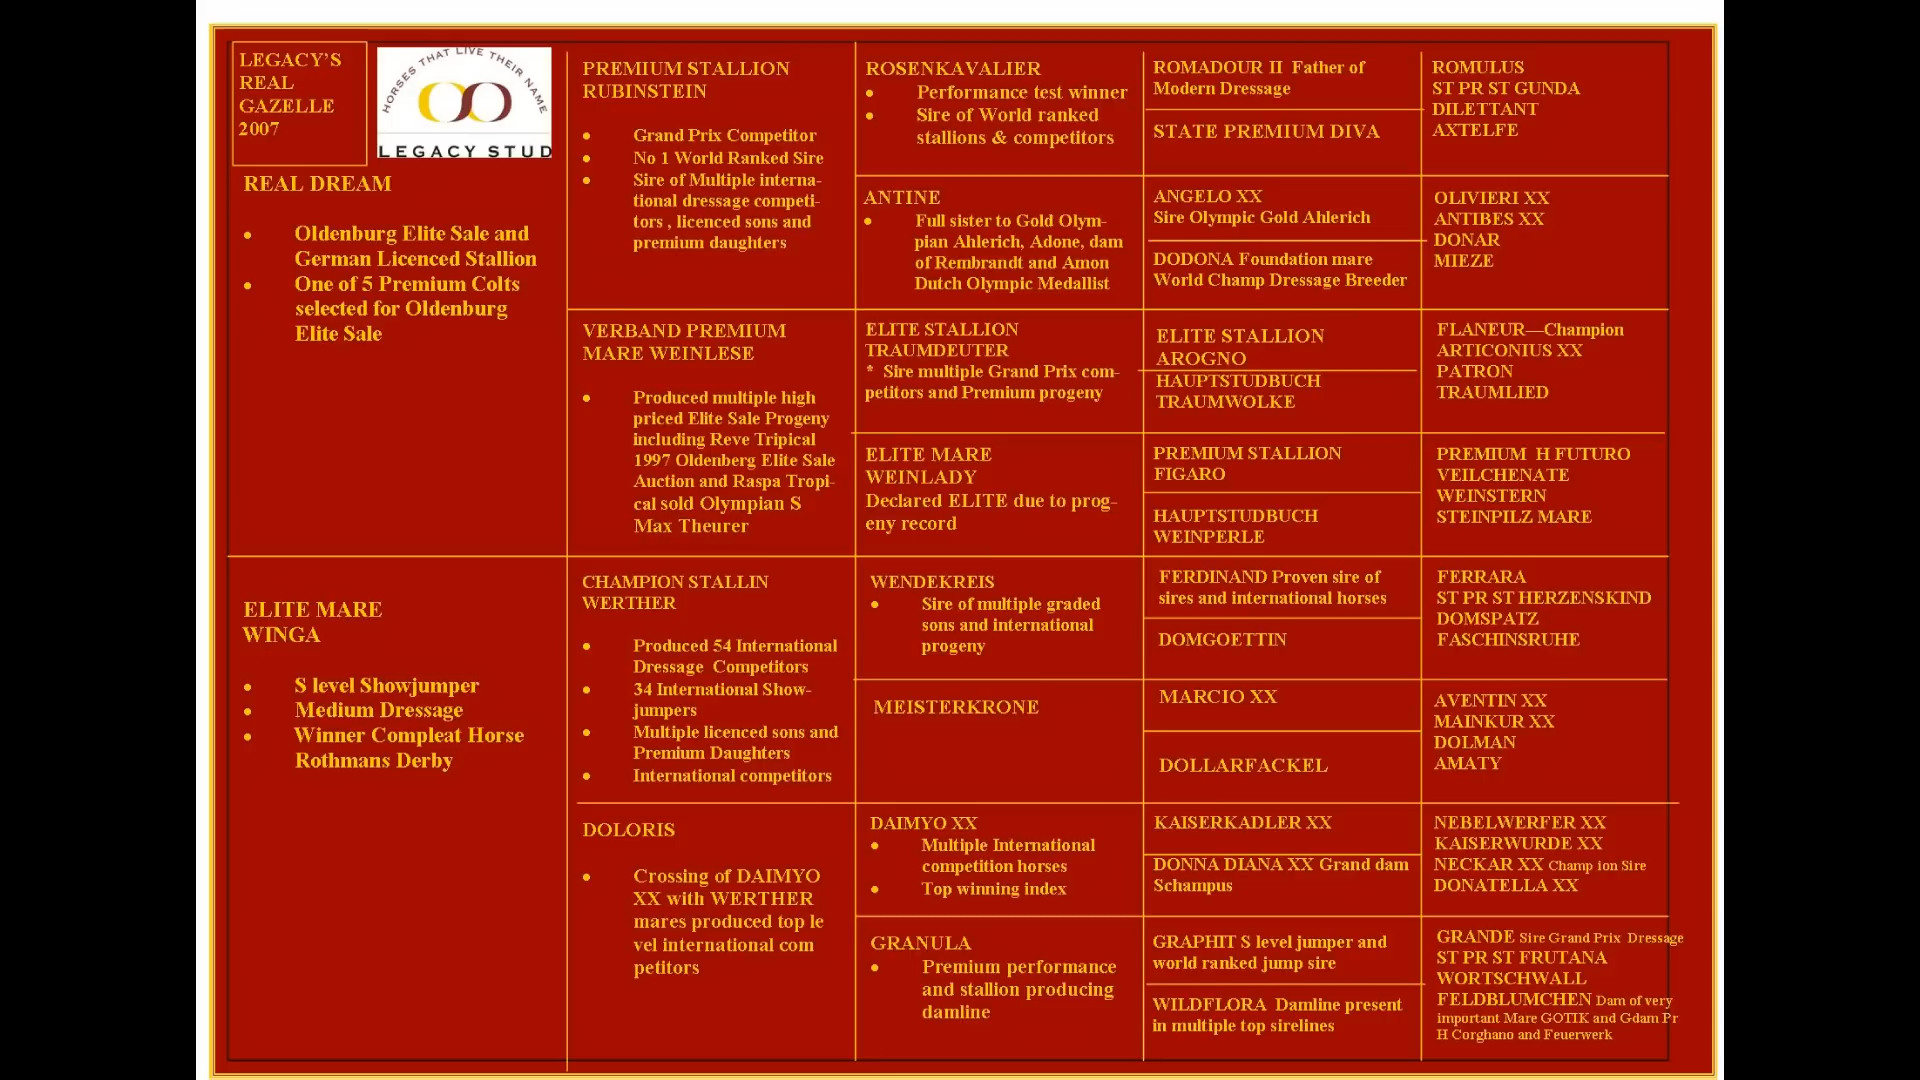 LEGACY'S
REAL
GAZELLE
2007
HORSES THAT LIVE THEIR NAME
LEGACY STUD
REAL DREAM
• Oldenburg Elite Sale and
German Licenced Stallion
• One of 5 Premium Colts
selected for Oldenburg
Elite Sale
ELITE MARE
WINGA
• S level Showjumper
• Medium Dressage
• Winner Compleat Horse
Rothmans Derby
PREMIUM STALLION
RUBINSTEIN
• Grand Prix Competitor
• No 1 World Ranked Sire
• Sire of Multiple interna-
tional dressage competi-
tors , licenced sons and
premium daughters
VERBAND PREMIUM
MARE WEINLESE
• Produced multiple high
priced Elite Sale Progeny
including Reve Tripical
1997 Oldenberg Elite Sale
Auction and Raspa Tropi-
cal sold Olympian S
Max Theurer
CHAMPION STALLIN
WERTHER
• Produced 54 International
Dressage Competitors
• 34 International Show-
jumpers
• Multiple licenced sons and
Premium Daughters
• International competitors
DOLORIS
• Crossing of DAIMYO
XX with WERTHER
mares produced top le
vel international com
petitors
ROSENKAVALIER
• Performance test winner
• Sire of World ranked
stallions & competitors
ANTINE
• Full sister to Gold Olym-
pian Ahlerich, Adone, dam
of Rembrandt and Amon
Dutch Olympic Medallist
ELITE STALLION
TRAUMDEUTER
* Sire multiple Grand Prix com-
petitors and Premium progeny
ELITE MARE
WEINLADY
Declared ELITE due to prog-
eny record
WENDEKREIS
• Sire of multiple graded
sons and international
progeny
MEISTERKRONE
DAIMYO XX
• Multiple International
competition horses
• Top winning index
GRANULA
• Premium performance
and stallion producing
damline
ROMADOUR II Father of
Modern Dressage
STATE PREMIUM DIVA
ANGELO XX
Sire Olympic Gold Ahlerich
DODONA Foundation mare
World Champ Dressage Breeder
ELITE STALLION
AROGNO
HAUPTSTUDBUCH
TRAUMWOLKE
PREMIUM STALLION
FIGARO
HAUPTSTUDBUCH
WEINPERLE
FERDINAND Proven sire of
sires and international horses
DOMGOETTIN
MARCIO XX
DOLLARFACKEL
KAISERKADLER XX
DONNA DIANA XX Grand dam
Schampus
GRAPHIT S level jumper and
world ranked jump sire
WILDFLORA Damline present
in multiple top sirelines
ROMULUS
ST PR ST GUNDA
DILETTANT
AXTELFE
OLIVIERI XX
ANTIBES XX
DONAR
MIEZE
FLANEUR—Champion
ARTICONIUS XX
PATRON
TRAUMLIED
PREMIUM H FUTURO
VEILCHENATE
WEINSTERN
STEINPILZ MARE
FERRARA
ST PR ST HERZENSKIND
DOMSPATZ
FASCHINSRUHE
AVENTIN XX
MAINKUR XX
DOLMAN
AMATY
NEBELWERFER XX
KAISERWURDE XX
NECKAR XX Champ ion Sire
DONATELLA XX
GRANDE Sire Grand Prix Dressage
ST PR ST FRUTANA
WORTSCHWALL
FELDBLUMCHEN Dam of very
important Mare GOTIK and Gdam Pr
H Corghano and Feuerwerk